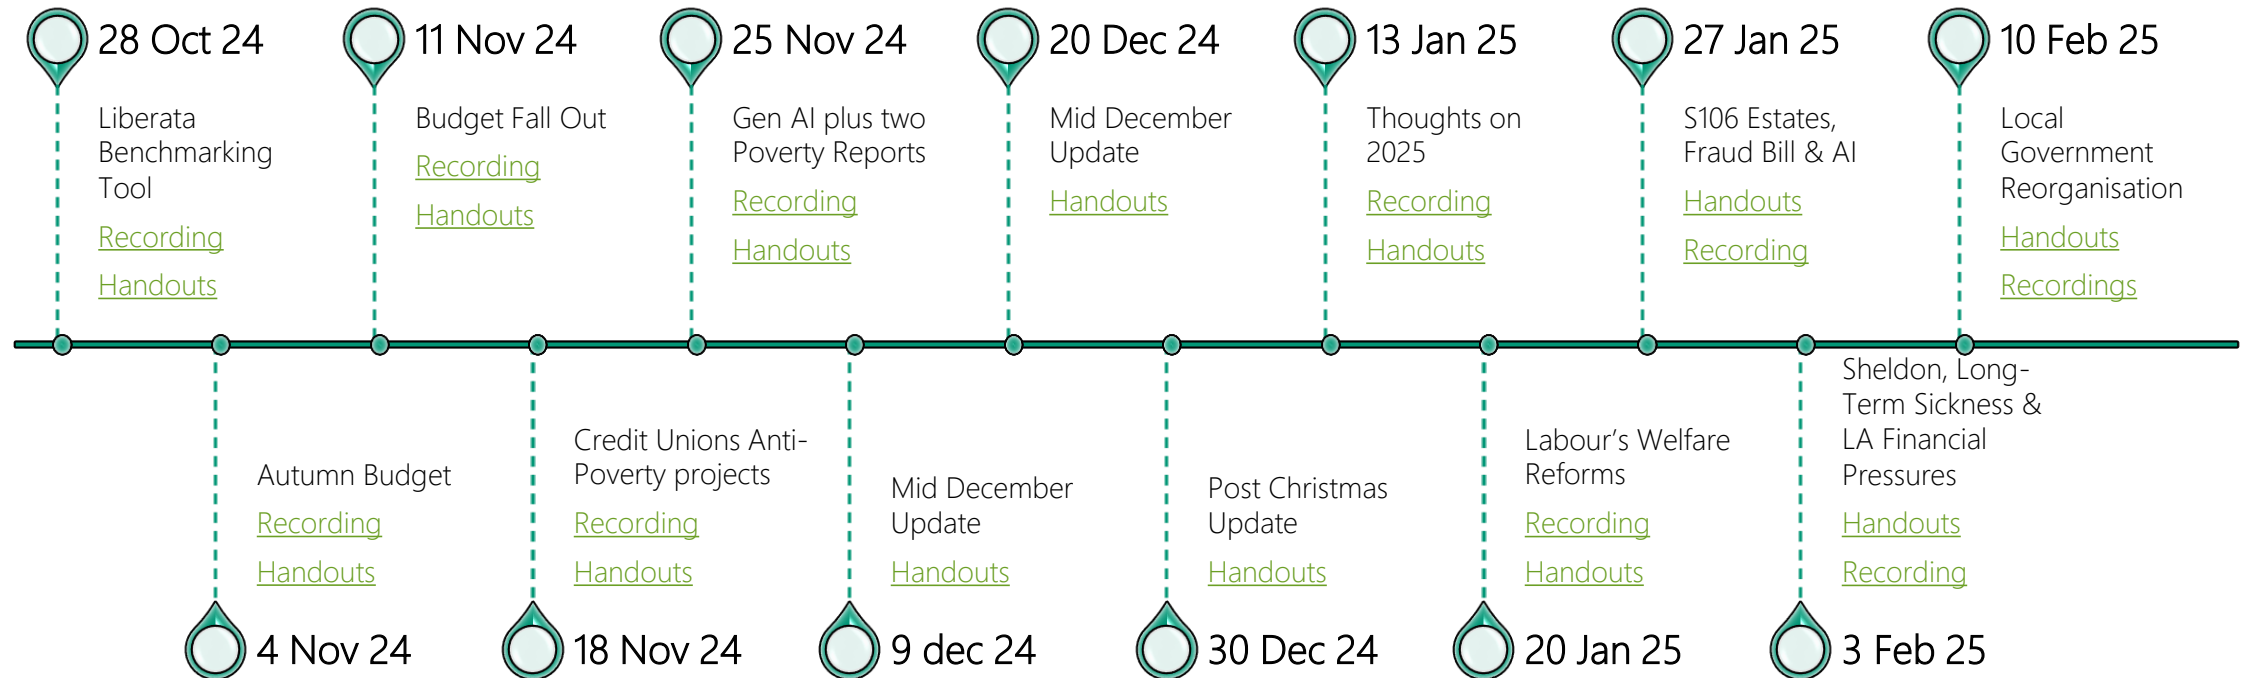 28 Oct 24
Liberata
Benchmarking
Tool
Recording
Handouts
11 Nov 24
Budget Fall Out
Recording
Handouts
25 Nov 24
Gen AI plus two
Poverty Reports
Recording
Handouts
20 Dec 24
Mid December
Update
Handouts
13 Jan 25
Thoughts on
2025
Recording
Handouts
27 Jan 25
S106 Estates,
Fraud Bill & AI
Handouts
Recording
10 Feb 25
Local
Government
Reorganisation
Handouts
Recordings
Autumn Budget
Recording
Handouts
4 Nov 24
Credit Unions Anti-
Poverty projects
Recording
Handouts
18 Nov 24
Mid December
Update
Handouts
9 dec 24
Post Christmas
Update
Handouts
30 Dec 24
Labour’s Welfare
Reforms
Recording
Handouts
20 Jan 25
Sheldon, Long-
Term Sickness &
LA Financial
Pressures
Handouts
Recording
3 Feb 25